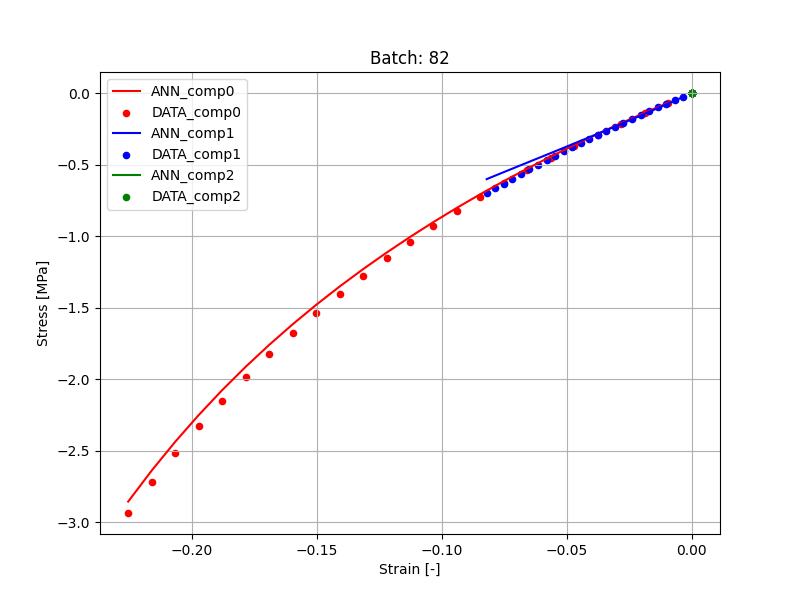 Batch: 82
ANN_comp0
DATA_comp0
ANN_comp1
DATA_comp1
ANN_comp2
DATA_comp2
0.0
−0.5
−1.0
−1.5
−2.0
−2.5
−3.0
Stress [MPa]
−0.20 −0.15 −0.10 −0.05 0.00
Strain [-]